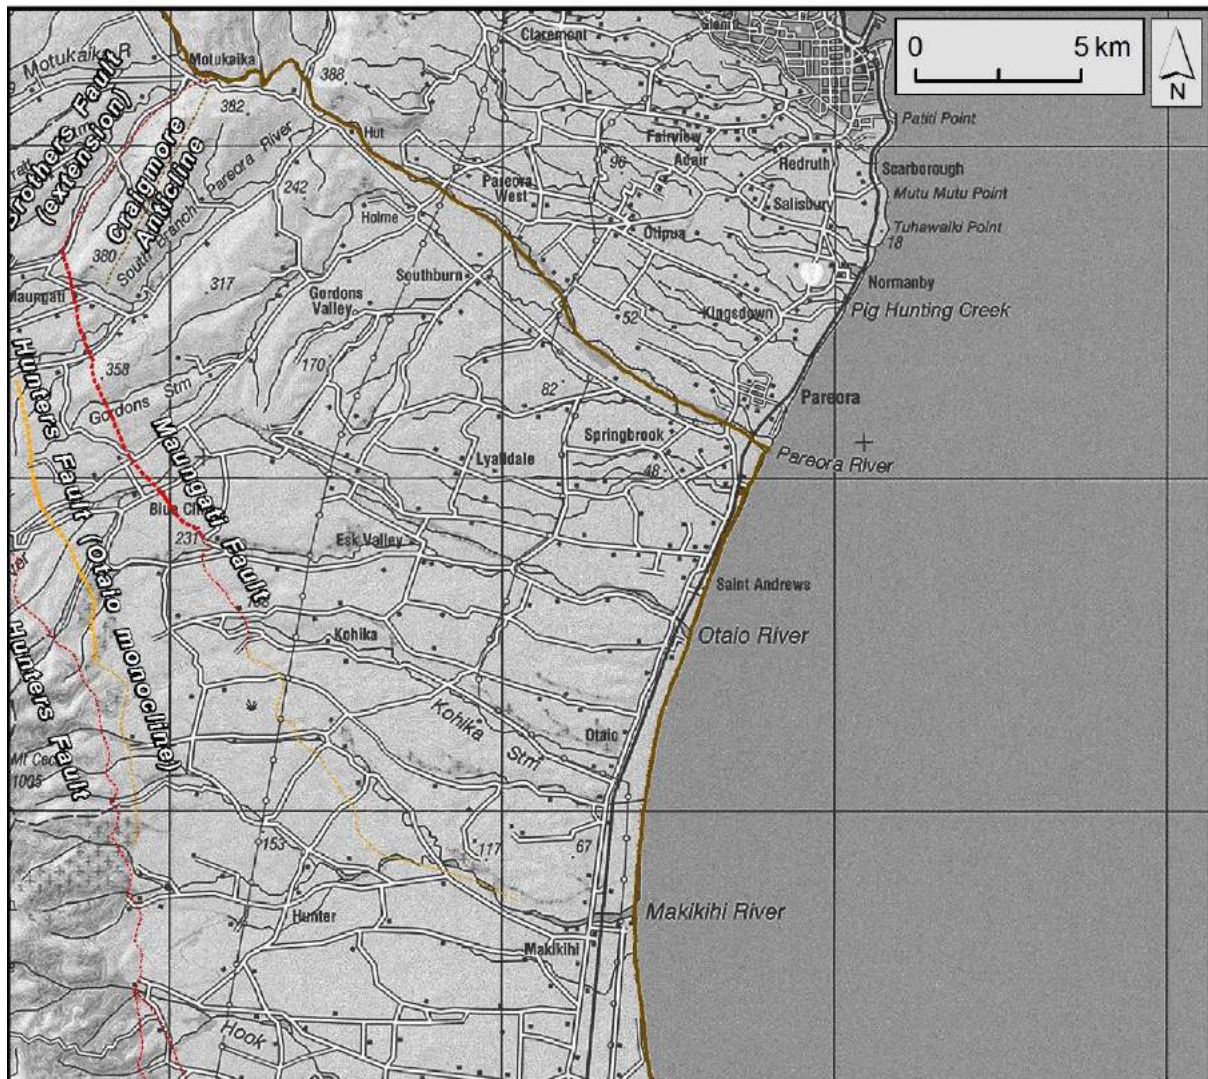 0 5 km
N
Glenti
Claremont
Motukaika R
Motukaika
388
382
Patiti Point
Brothers Fault
(extension)
Craigmore
Anticline
South Branch Pareora River
Hut
Fairview
Adair
Redruth
Scarborough
96
242
Pareora
West
Mutu Mutu Point
Salisbury
Holme
Otipua
Tuhawaiki Point
18
380
Southburn
317
Gordons
Valley
Normanby
Maungati
52
Kingsdown
Pig Hunting Creek
Hunters Fault (Otaio monocline)
358
170
Gordons Stm
82
Pareora
Maungati Fault
Springbrook
Lyalldale
48
Pareora River
231
Esk Valley
Saint Andrews
Kohika
Otaio River
Hunters Fault
Kohika Stm
Otaio
1005
153
117
67
Hunter
Makikihi River
Makikihi
Hook